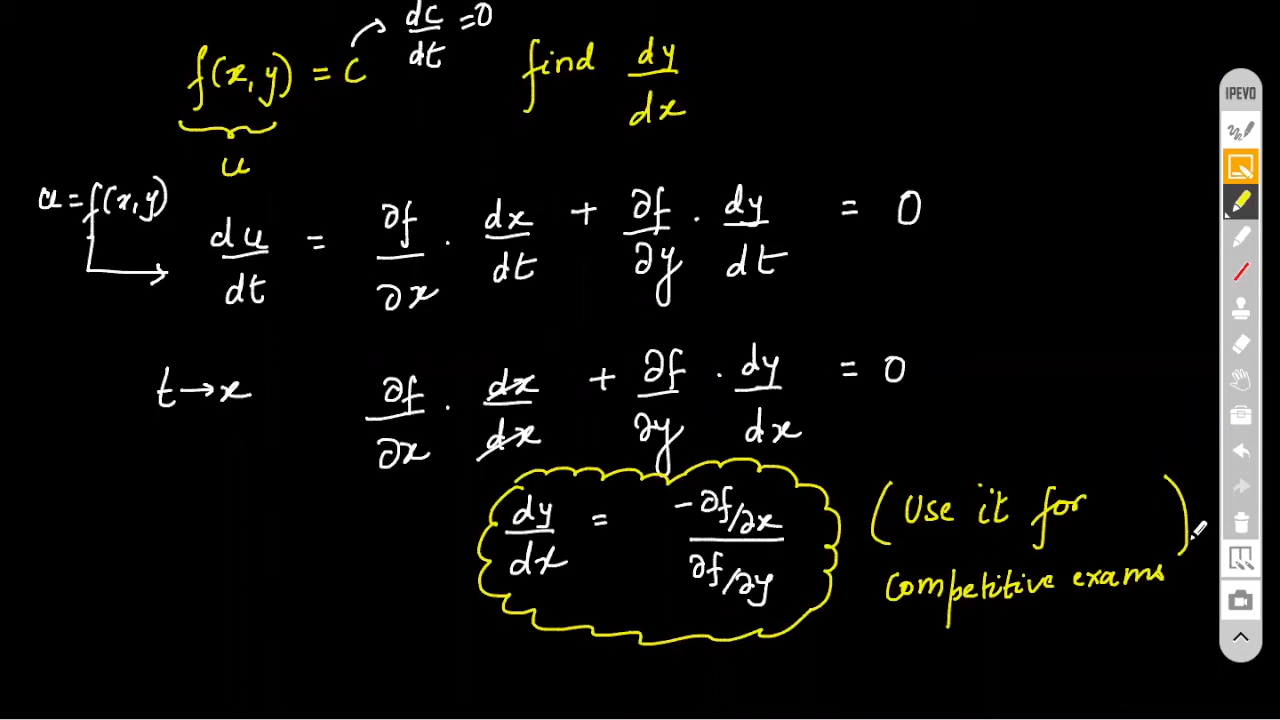 f(x, y) = c → dc/dt = 0 find dy/dx
u
u = f(x, y)
du/dt = ∂f/∂x · dx/dt + ∂f/∂y · dy/dt = 0
t → x ∂f/∂x · dx/dx + ∂f/∂y · dy/dx = 0
dy/dx = -∂f/∂x / ∂f/∂y (Use it for
competitive exams)
IPEVO